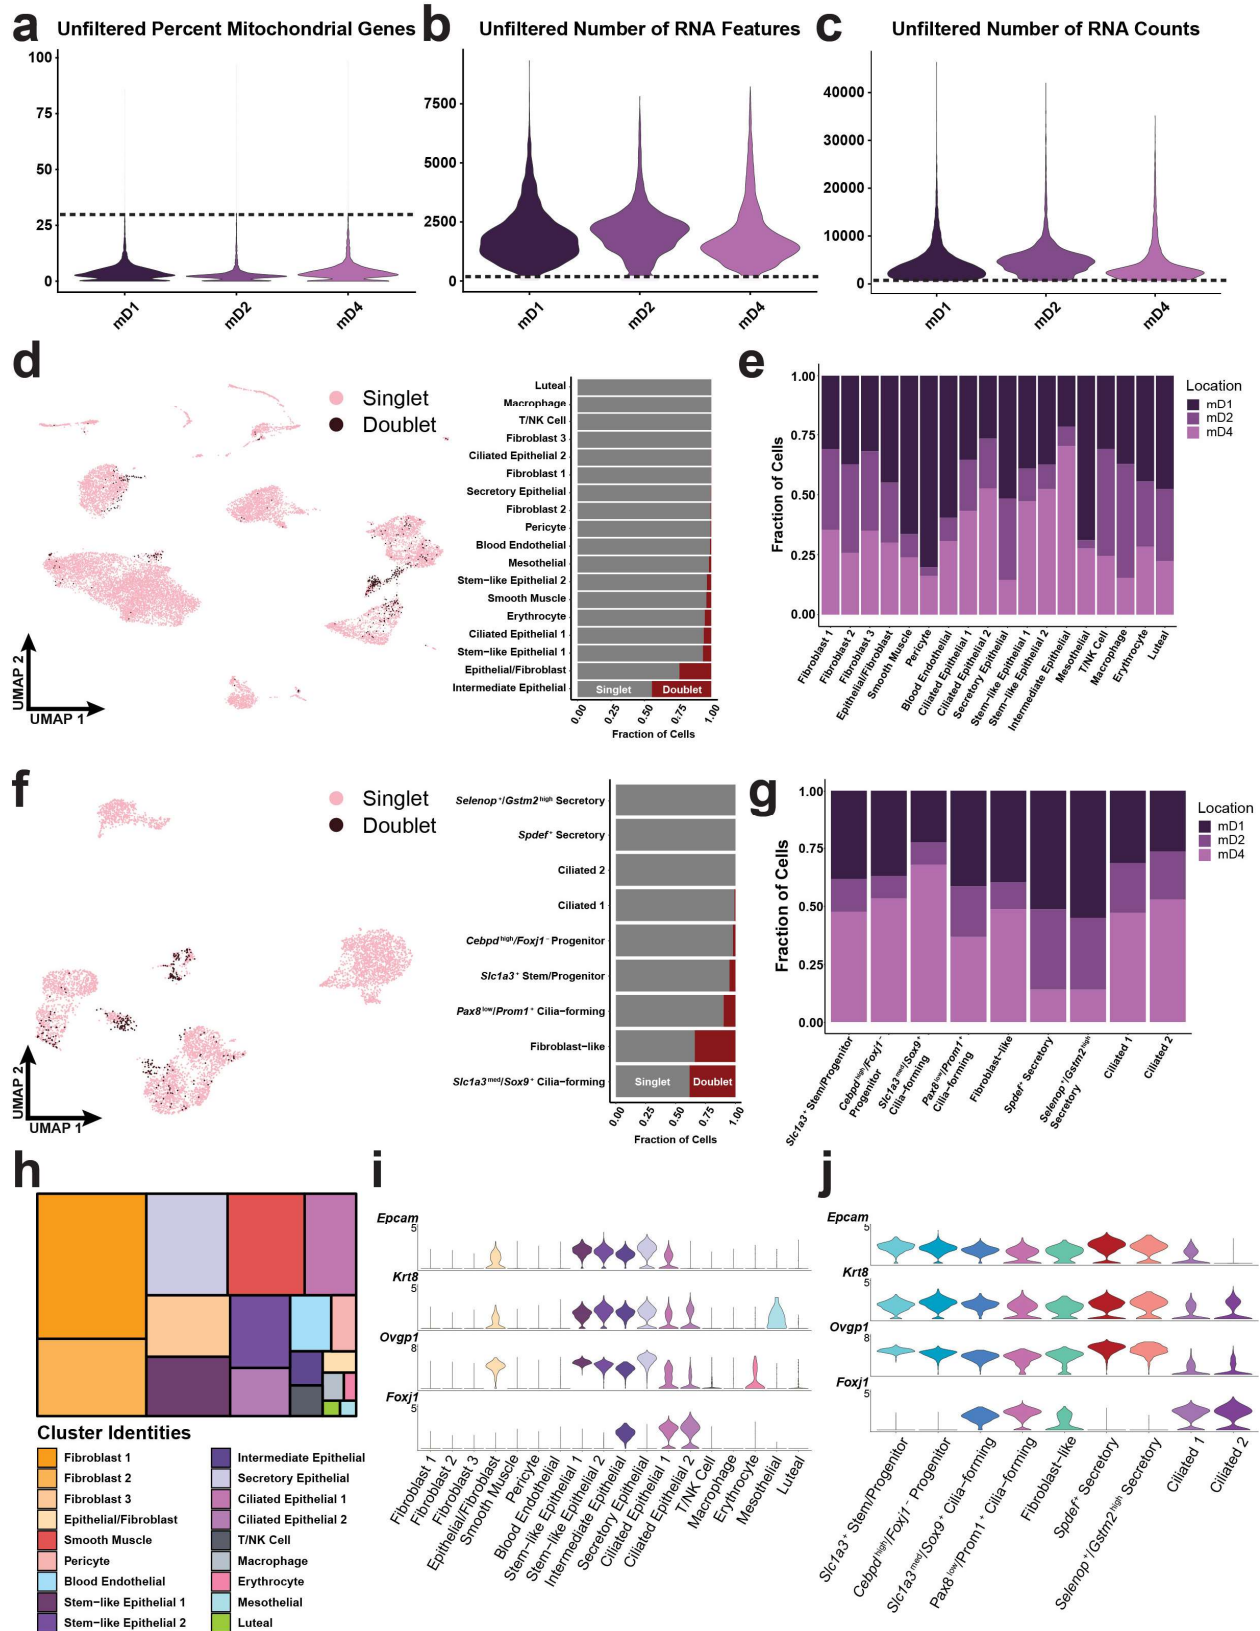 a
Unfiltered Percent Mitochondrial Genes
100
75
50
25
0
mD1
mD2
mD4
b
Unfiltered Number of RNA Features
7500
5000
2500
0
mD1
mD2
mD4
c
Unfiltered Number of RNA Counts
40000
30000
20000
10000
0
mD1
mD2
mD4
d
Singlet
Doublet
UMAP 2
UMAP 1
Luteal
Macrophage
T/NK Cell
Fibroblast 3
Ciliated Epithelial 2
Fibroblast 1
Secretory Epithelial
Fibroblast 2
Pericyte
Blood Endothelial
Mesothelial
Stem−like Epithelial 2
Smooth Muscle
Erythrocyte
Ciliated Epithelial 1
Stem−like Epithelial 1
Epithelial/Fibroblast
Intermediate Epithelial
Singlet
Doublet
0.00
0.25
0.50
0.75
1.00
Fraction of Cells
e
Fraction of Cells
1.00
0.75
0.50
0.25
0.00
Fibroblast 1
Fibroblast 2
Fibroblast 3
Epithelial/Fibroblast
Smooth Muscle
Pericyte
Blood Endothelial
Ciliated Epithelial 1
Ciliated Epithelial 2
Secretory Epithelial
Stem−like Epithelial 1
Stem−like Epithelial 2
Intermediate Epithelial
Mesothelial
T/NK Cell
Macrophage
Erythrocyte
Luteal
Location
mD1
mD2
mD4
f
Singlet
Doublet
UMAP 2
UMAP 1
Selenop⁺/Gstm2ʰⁱᵍʰ Secretory
Spdef⁺ Secretory
Ciliated 2
Ciliated 1
Cebpdʰⁱᵍʰ/Foxj1⁻ Progenitor
Slc1a3⁺ Stem/Progenitor
Pax8ˡᵒʷ/Prom1⁺ Cilia−forming
Fibroblast−like
Slc1a3ᵐᵉᵈ/Sox9⁺ Cilia−forming
Singlet
Doublet
0.00
0.25
0.50
0.75
1.00
Fraction of Cells
g
Fraction of Cells
1.00
0.75
0.50
0.25
0.00
Slc1a3⁺ Stem/Progenitor
Cebpdʰⁱᵍʰ/Foxj1⁻
Progenitor
Slc1a3ᵐᵉᵈ/Sox9⁺
Cilia−forming
Pax8ˡᵒʷ/Prom1⁺
Cilia−forming
Fibroblast−like
Spdef⁺ Secretory
Selenop⁺/Gstm2ʰⁱᵍʰ
Secretory
Ciliated 1
Ciliated 2
Location
mD1
mD2
mD4
h
Cluster Identities
Fibroblast 1
Fibroblast 2
Fibroblast 3
Epithelial/Fibroblast
Smooth Muscle
Pericyte
Blood Endothelial
Stem−like Epithelial 1
Stem−like Epithelial 2
Intermediate Epithelial
Secretory Epithelial
Ciliated Epithelial 1
Ciliated Epithelial 2
T/NK Cell
Macrophage
Erythrocyte
Mesothelial
Luteal
i
Epcam
5
Krt8
5
Ovgp1
8
Foxj1
5
Fibroblast 1
Fibroblast 2
Fibroblast 3
Epithelial/Fibroblast
Smooth Muscle
Pericyte
Blood Endothelial
Stem−like Epithelial 1
Stem−like Epithelial 2
Intermediate Epithelial
Secretory Epithelial
Ciliated Epithelial 1
Ciliated Epithelial 2
T/NK Cell
Macrophage
Erythrocyte
Mesothelial
Luteal
j
Epcam
5
Krt8
5
Ovgp1
8
Foxj1
5
Slc1a3⁺ Stem/Progenitor
Cebpdʰⁱᵍʰ/Foxj1⁻ Progenitor
Slc1a3ᵐᵉᵈ/Sox9⁺ Cilia−forming
Pax8ˡᵒʷ/Prom1⁺ Cilia−forming
Fibroblast−like
Spdef⁺ Secretory
Selenop⁺/Gstm2ʰⁱᵍʰ Secretory
Ciliated 1
Ciliated 2